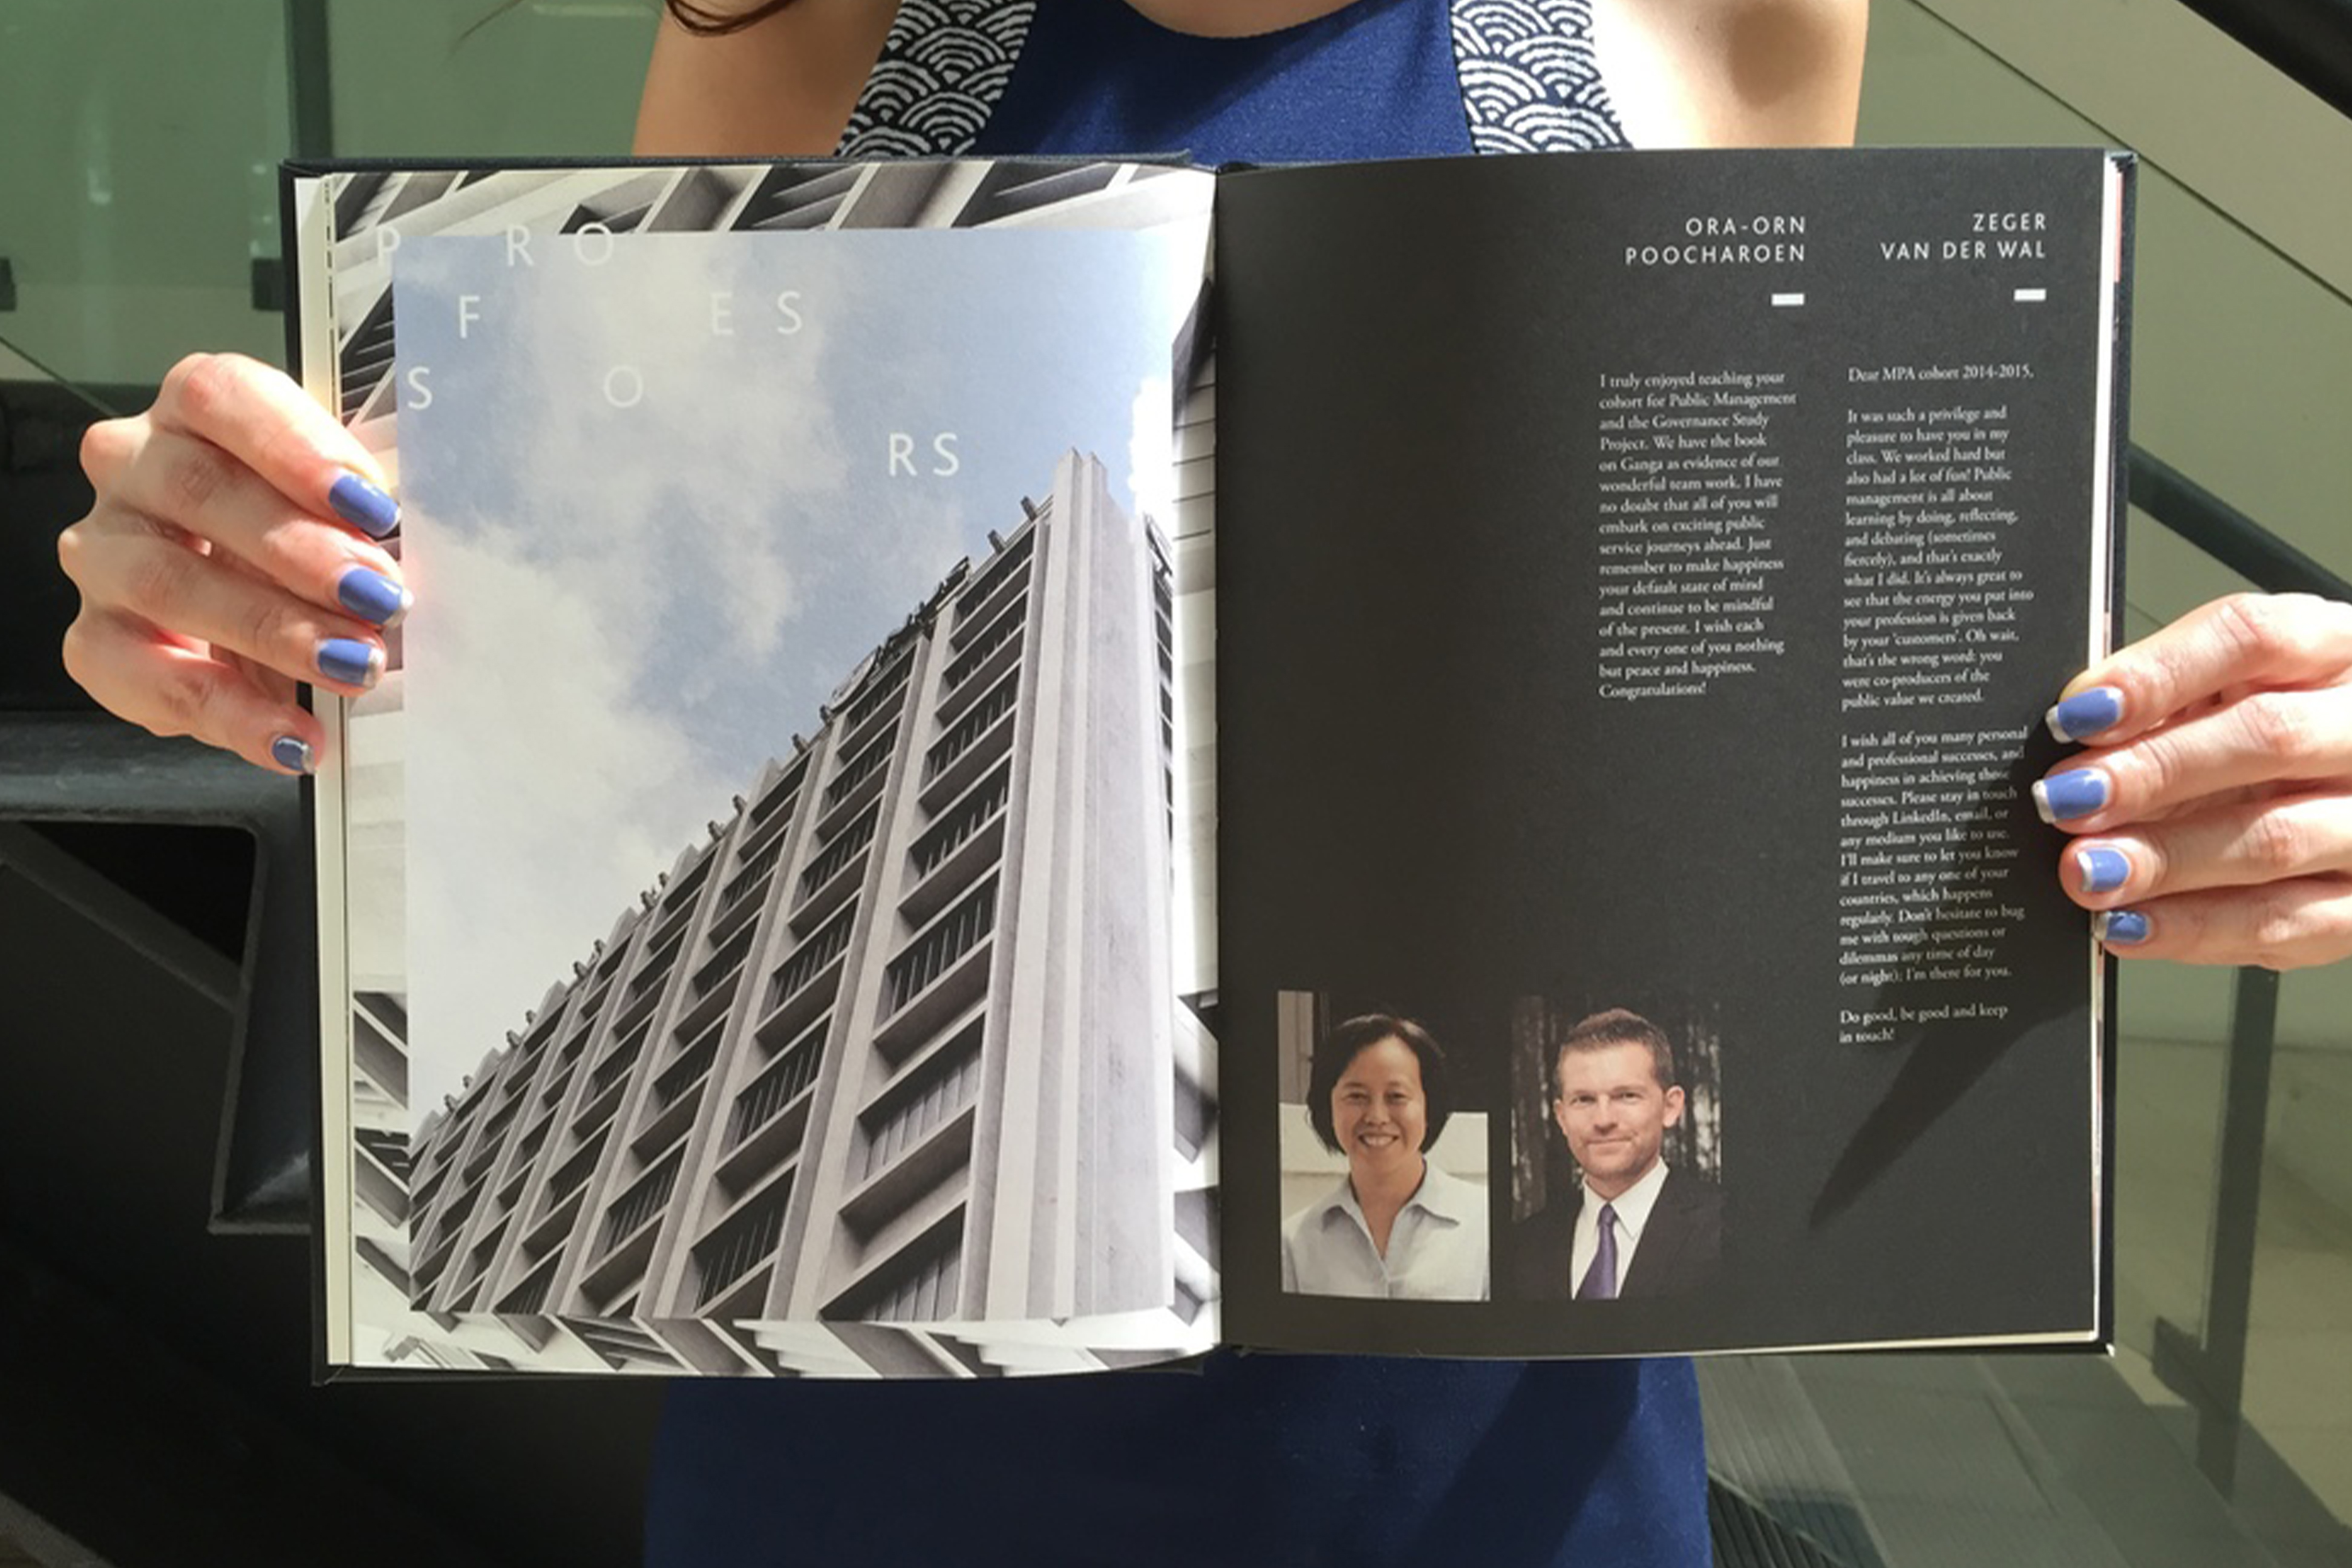 P R O
F E S
S O
RS
ORA-ORN
POOCHAROEN
I truly enjoyed teaching your
cohort for Public Management
and the Governance Study
Project. We have the book
on Ganga as evidence of our
wonderful team work. I have
no doubt that all of you will
embark on exciting public
service journeys ahead. Just
remember to make happiness
your default state of mind
and continue to be mindful
of the present. I wish each
and every one of you nothing
but peace and happiness.
Congratulations!
ZEGER
VAN DER WAL
Dear MPA cohort 2014-2015,
It was such a privilege and
pleasure to have you in my
class. We worked hard but
also had a lot of fun! Public
management is all about
learning by doing, reflecting,
and debating (sometimes
fiercely), and that's exactly
what I did. It's always great to
see that the energy you put into
your profession is given back
by your 'customers'. Oh wait,
that's the wrong word: you
were co-producers of the
public value we created.
I wish all of you many personal
and professional successes, and
happiness in achieving these
successes. Please stay in touch
through LinkedIn, email, or
any medium you like to use.
I'll make sure to let you know
if I travel to any one of your
countries, which happens
regularly. Don't hesitate to bug
me with tough questions or
dilemmas any time of day
(or night); I'm there for you.
Do good, be good and keep
in touch!